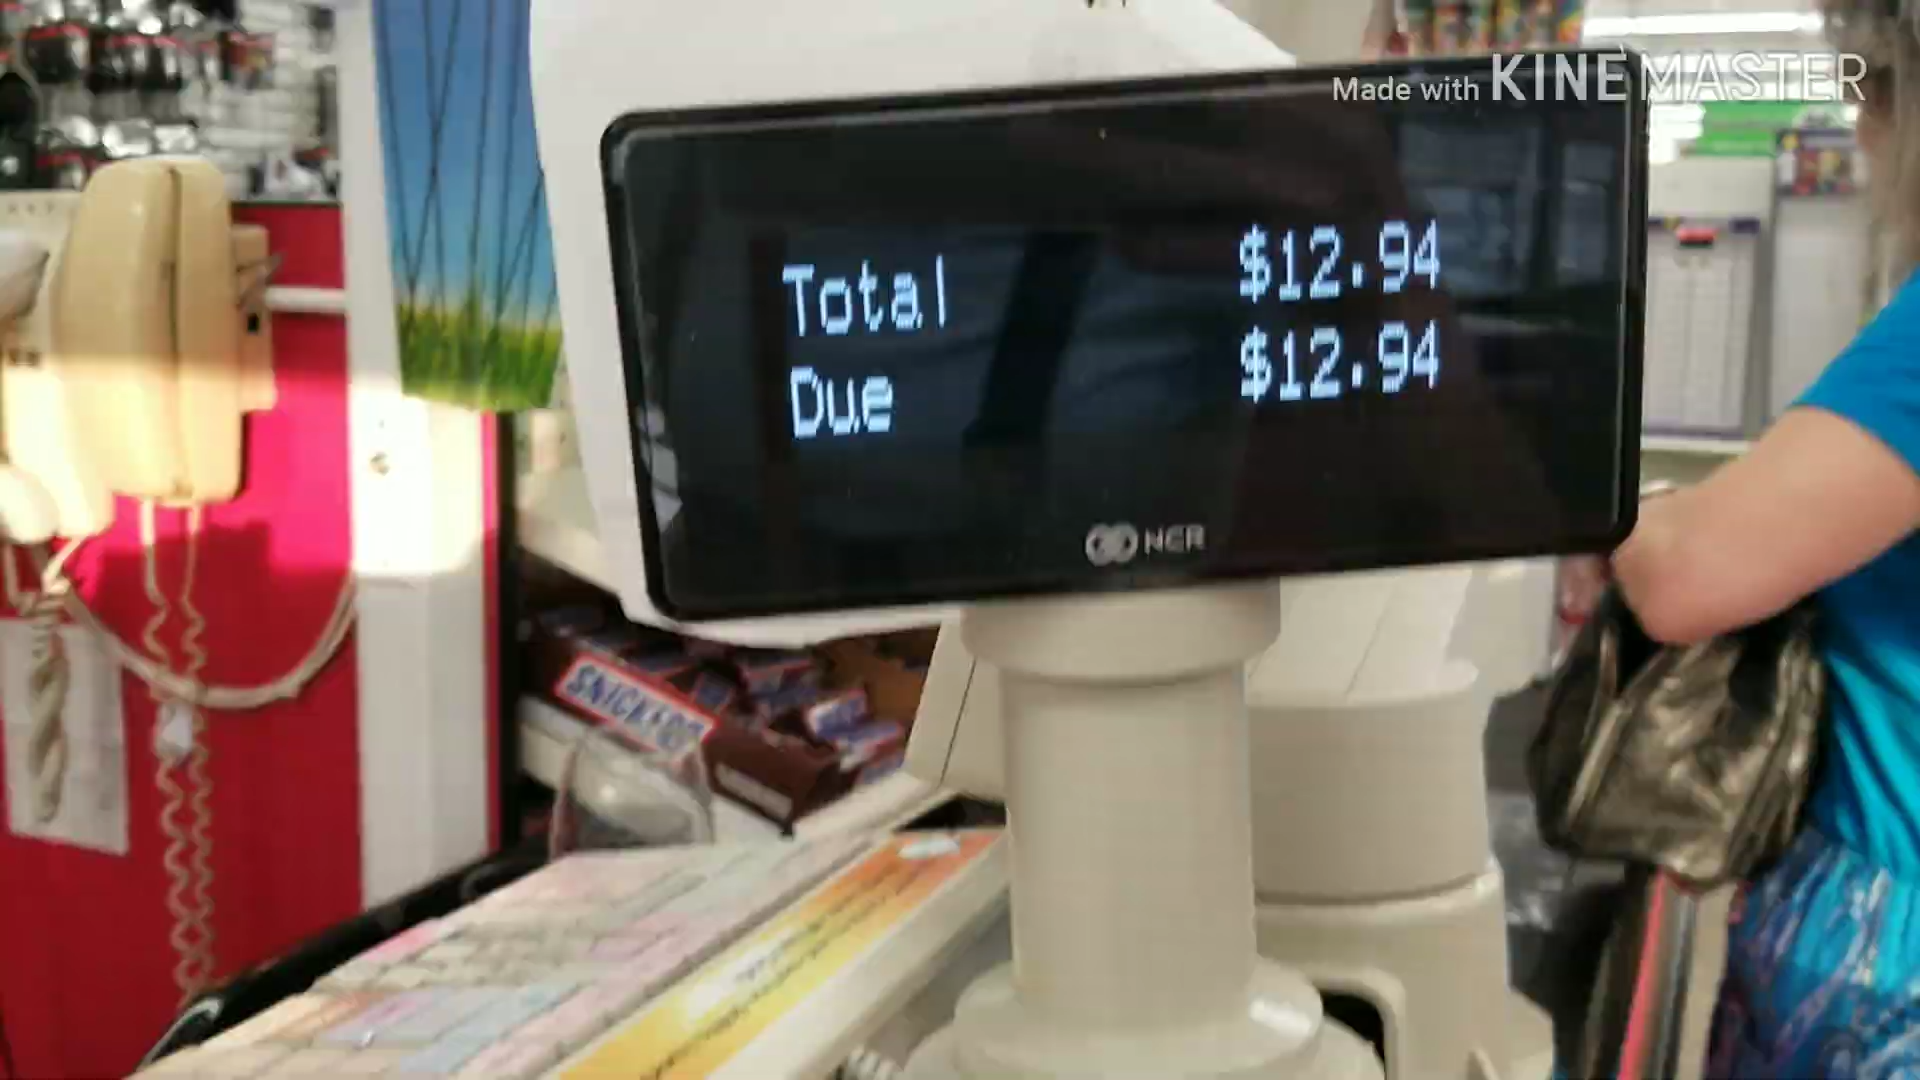 Made with KINEMASTER
Total $12.94
Due $12.94
NCR
SNICKERS